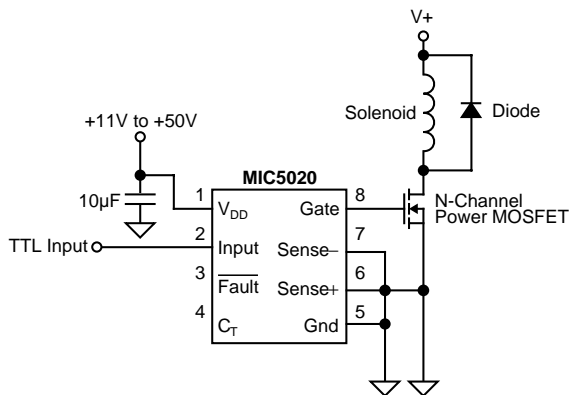 V+
Solenoid
Diode
+11V to +50V
10µF
MIC5020
1
V_DD
Gate
8
N-Channel
Power MOSFET
TTL Input
2
Input
Sense−
7
3
Fault
Sense+
6
4
C_T
Gnd
5